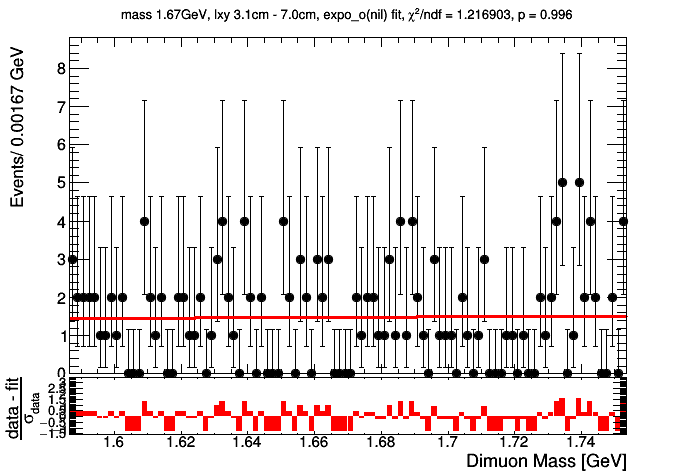 mass 1.67GeV, lxy 3.1cm - 7.0cm, expo_o(nil) fit, χ²/ndf = 1.216903, p = 0.996
Events/ 0.00167 GeV
8
7
6
5
4
3
2
1
0
data - fit
σdata
1.6 1.62 1.64 1.66 1.68 1.7 1.72 1.74
Dimuon Mass [GeV]